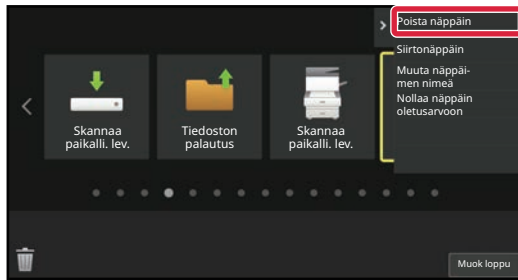 Poista näppäin
Siirtonäppäin
Muuta näppäi-
men nimeä
Nollaa näppäin
oletusarvoon
Skannaa
paikalli. lev.
Tiedoston
palautus
Skannaa
paikalli. lev.
Muok loppu